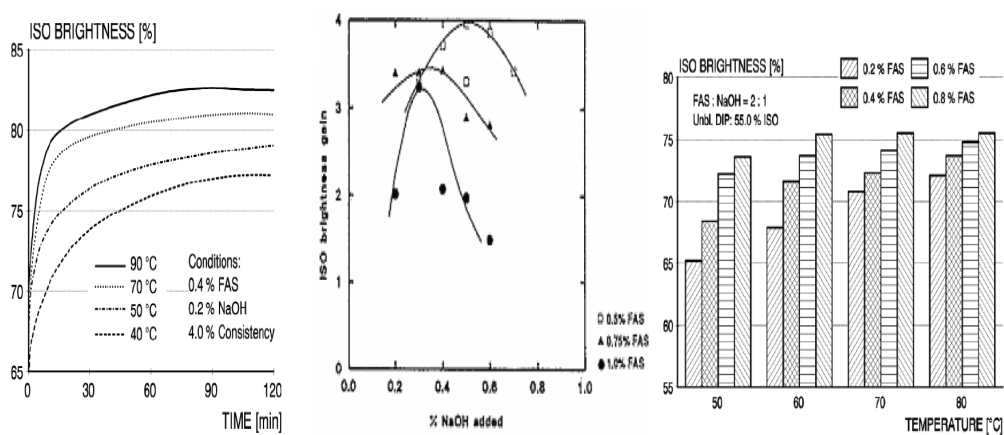 ISO BRIGHTNESS [%]
85
80
75
70
65
90 °C
70 °C
50 °C
40 °C
Conditions:
0.4 % FAS
0.2 % NaOH
4.0 % Consistency
0 30 60 90 120
TIME [min]
ISO brightness gain
4
3
2
1
0
□ 0.5% FAS
▲ 0.75% FAS
● 1.0% FAS
0.0 0.2 0.4 0.6 0.8 1.0
% NaOH added
ISO BRIGHTNESS [%]
0.2 % FAS 0.6 % FAS
0.4 % FAS 0.8 % FAS
FAS : NaOH = 2 : 1
Unbl. DIP: 55.0 % ISO
80
75
70
65
60
55
50 60 70 80
TEMPERATURE [°C]